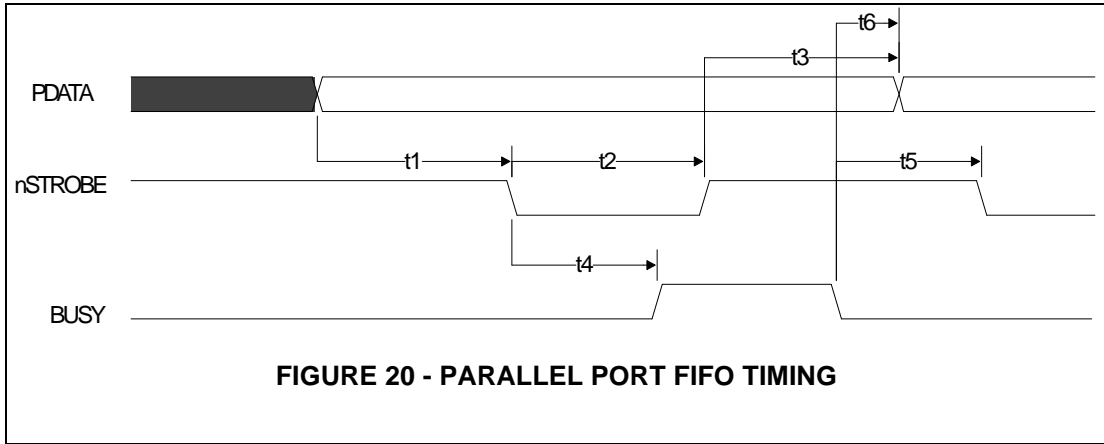 t6
t3
PDATA
t1
t2
t5
nSTROBE
t4
BUSY
FIGURE 20 - PARALLEL PORT FIFO TIMING